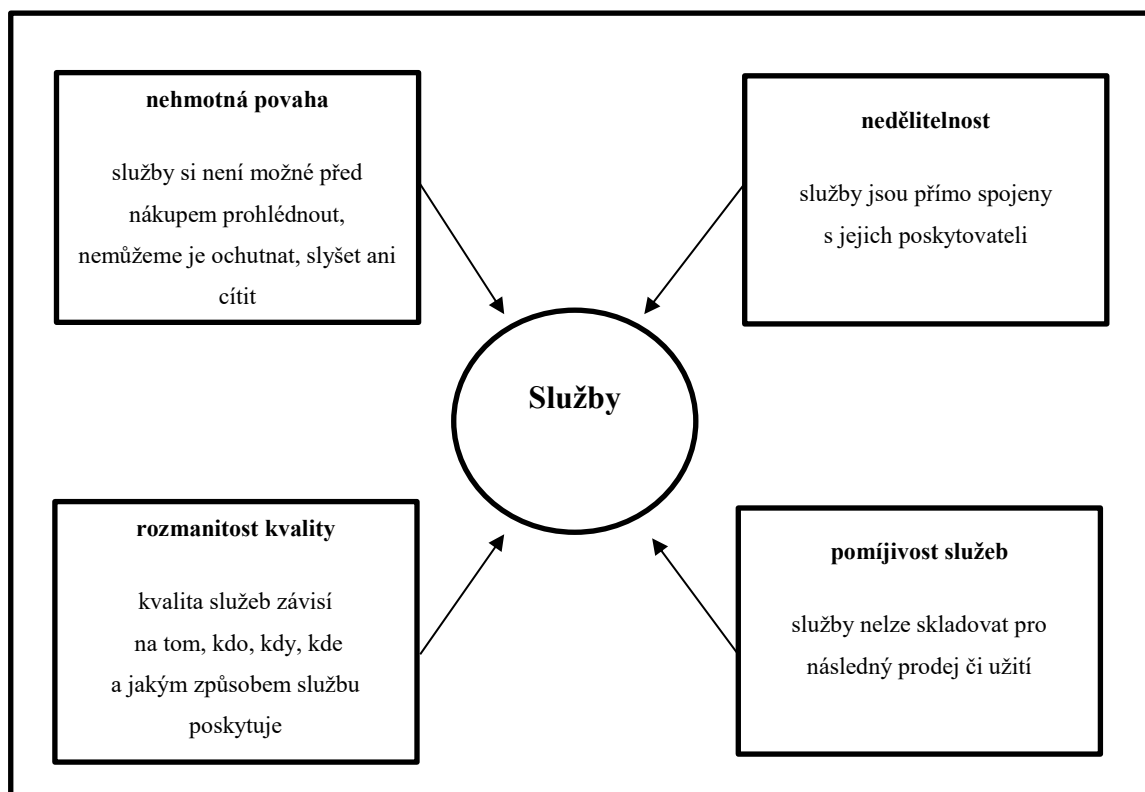 nehmotná povaha
služby si není možné před
nákupem prohlédnout,
nemůžeme je ochutnat, slyšet ani
cítit
nedělitelnost
služby jsou přímo spojeny
s jejich poskytovateli
Služby
rozmanitost kvality
kvalita služeb závisí
na tom, kdo, kdy, kde
a jakým způsobem službu
poskytuje
pomíjivost služeb
služby nelze skladovat pro
následný prodej či užití